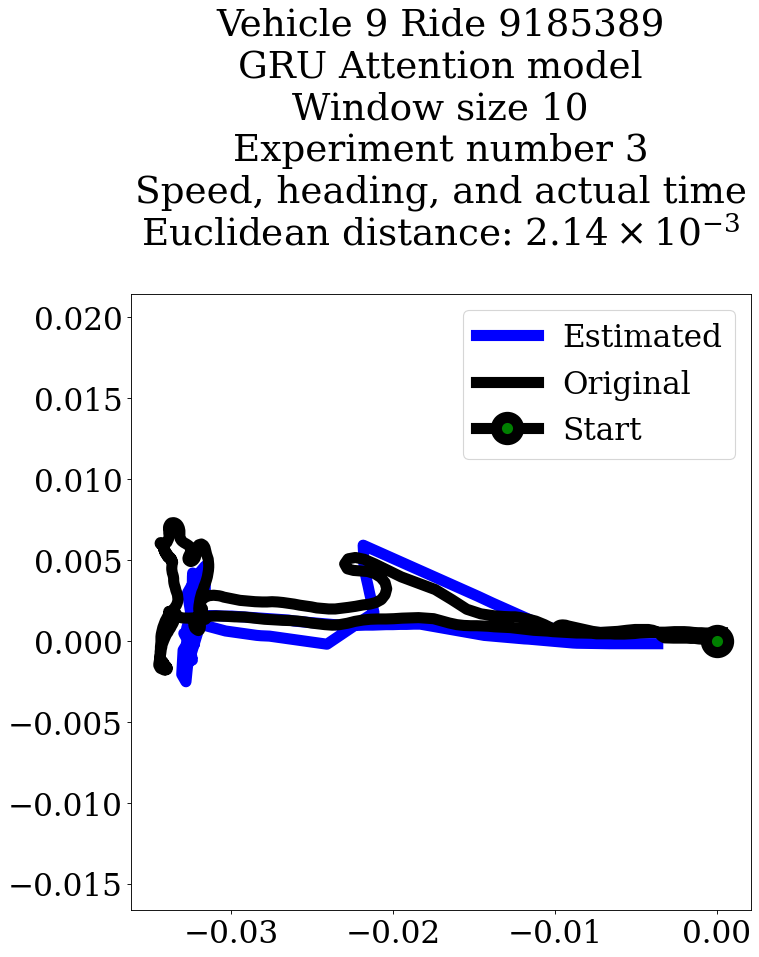 Vehicle 9 Ride 9185389
GRU Attention model
Window size 10
Experiment number 3
Speed, heading, and actual time
Euclidean distance: 2.14 × 10⁻³
Estimated
Original
Start
0.020
0.015
0.010
0.005
0.000
−0.005
−0.010
−0.015
−0.03
−0.02
−0.01
0.00